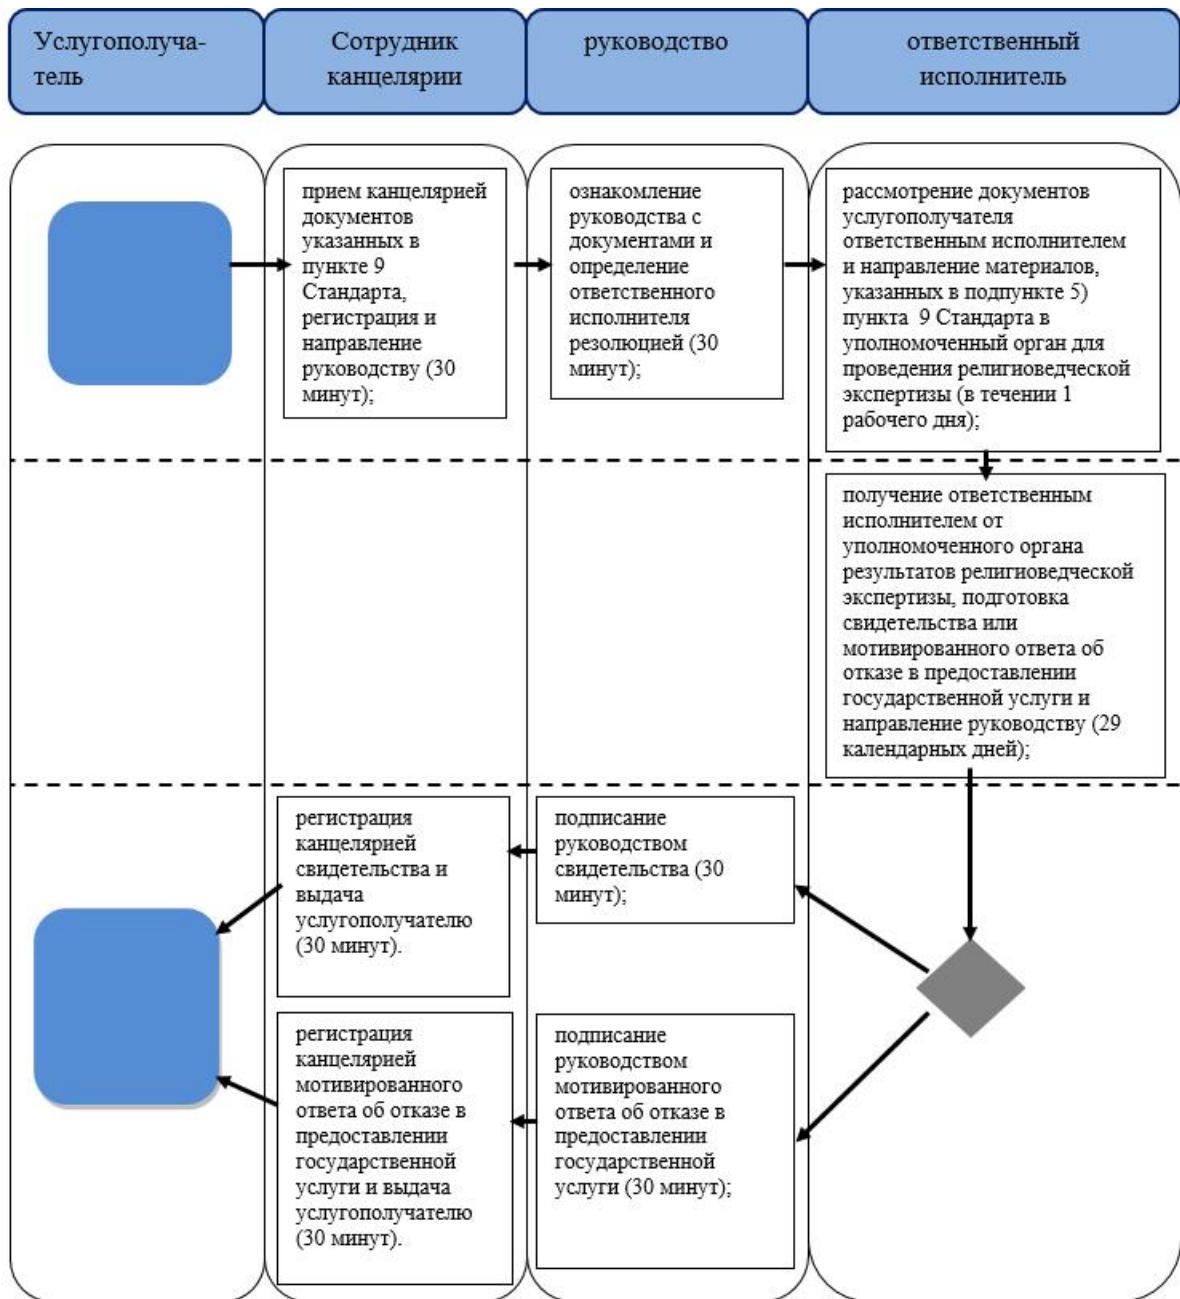 Услугополуча-
тель
Сотрудник
канцелярии
руководство
ответственный
исполнитель
прием канцелярией
документов
указанных в
пункте 9
Стандарта,
регистрация и
направление
руководству (30
минут);
ознакомление
руководства с
документами и
определение
ответственного
исполнителя
резолюцией (30
минут);
рассмотрение документов
услугополучателя
ответственным исполнителем
и направление материалов,
указанных в подпункте 5)
пункта 9 Стандарта в
уполномоченный орган для
проведения религиоведческой
экспертизы (в течении 1
рабочего дня);
получение ответственным
исполнителем от
уполномоченного органа
результатов религиоведческой
экспертизы, подготовка
свидетельства или
мотивированного ответа об
отказе в предоставлении
государственной услуги и
направление руководству (29
календарных дней);
регистрация
канцелярией
свидетельства и
выдача
услугополучателю
(30 минут).
подписание
руководством
свидетельства (30
минут);
регистрация
канцелярией
мотивированного
ответа об отказе в
предоставлении
государственной
услуги и выдача
услугополучателю
(30 минут).
подписание
руководством
мотивированного
ответа об отказе в
предоставлении
государственной
услуги (30 минут);